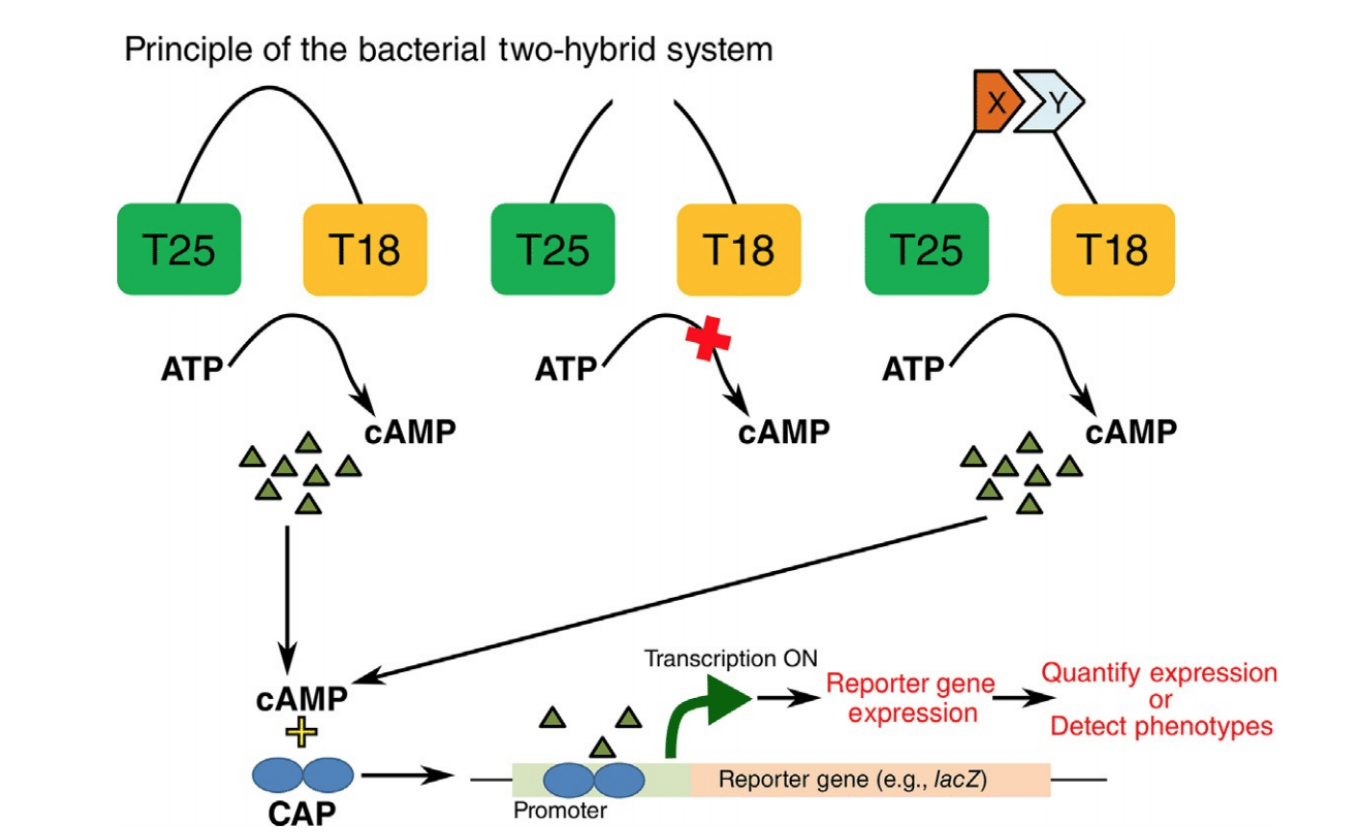 Principle of the bacterial two-hybrid system
X Y
T25 T18 T25 T18 T25 T18
ATP ATP ATP
cAMP cAMP cAMP
Transcription ON
cAMP
Reporter gene
expression
Quantify expression
or
Detect phenotypes
+
CAP
Promoter
Reporter gene (e.g., lacZ)